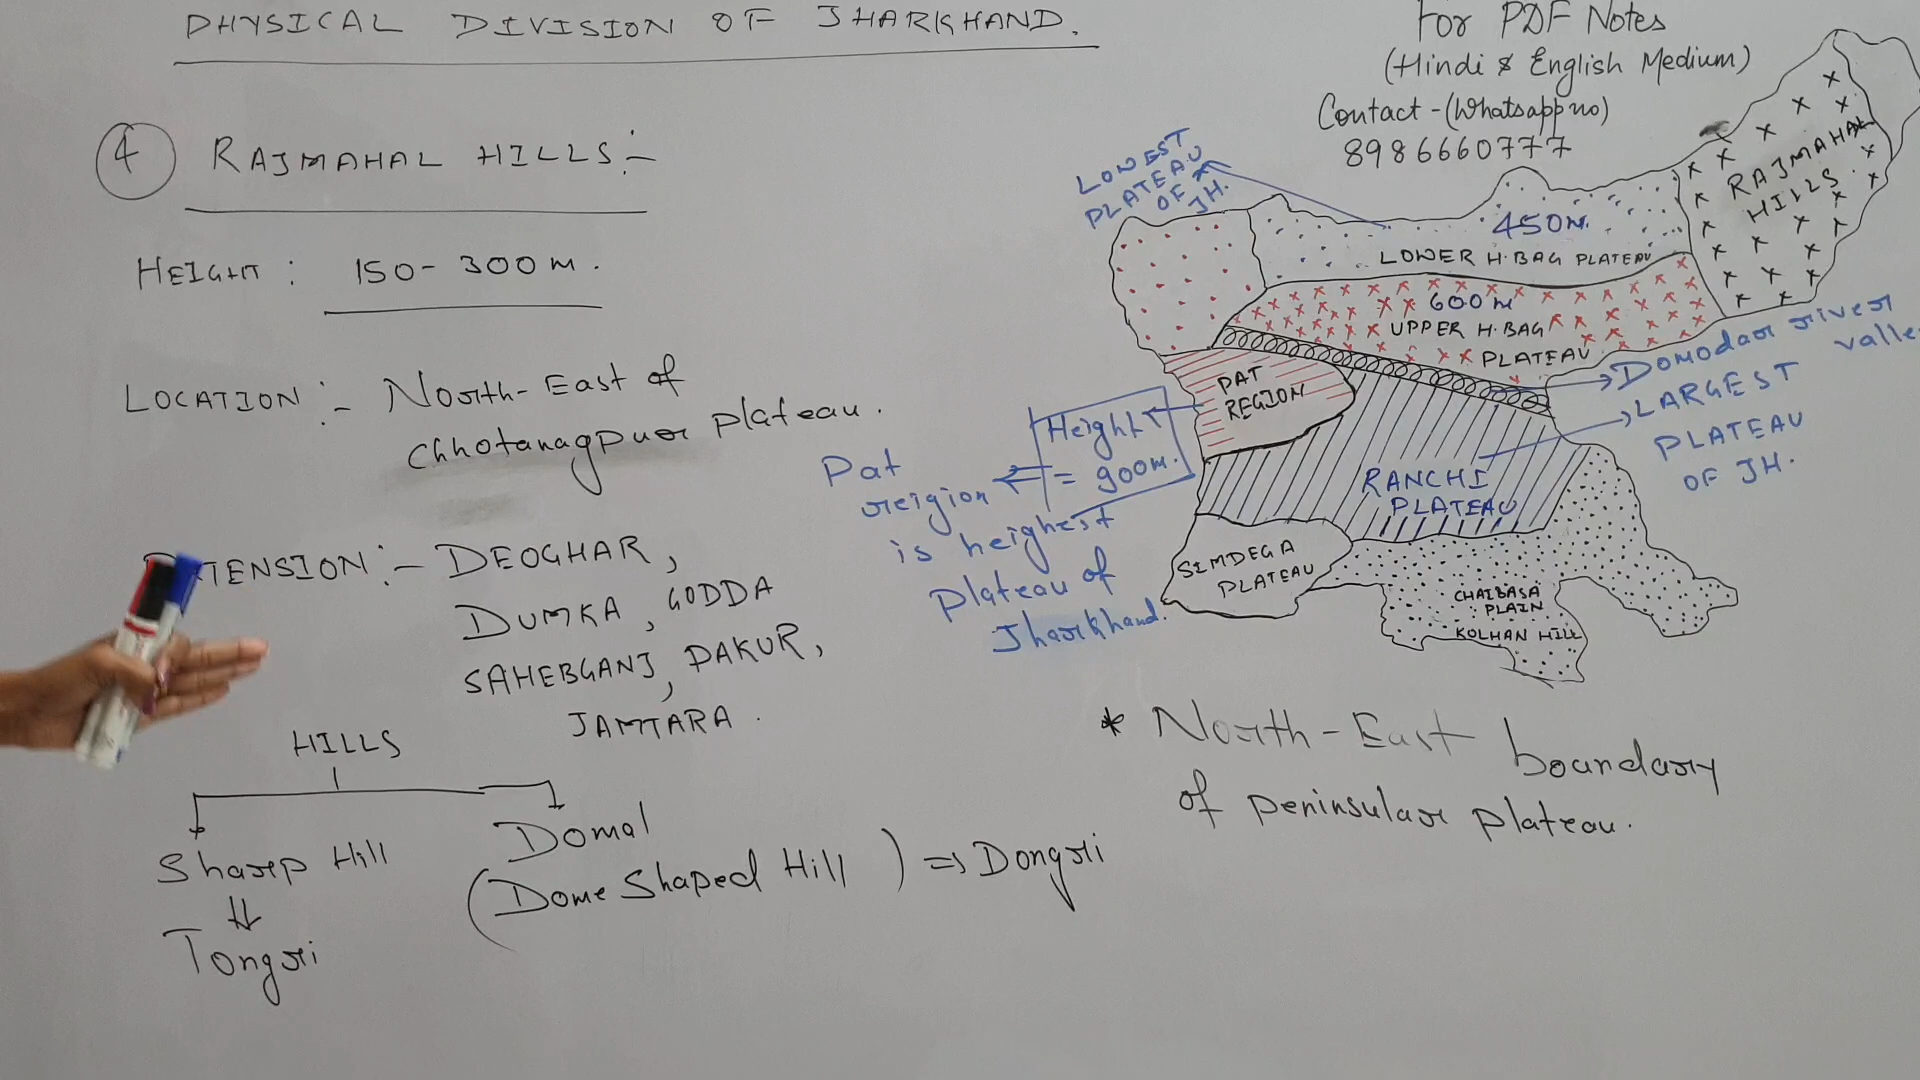 PHYSICAL DIVISION OF JHARKHAND.
4 RAJMAHAL HILLS:-
HEIGHT : 150-300m.
LOCATION :- North-East of
Chhotanagpur plateau.
TENSION :- DEOGHAR,
DUMKA, GODDA
SAHEBGANJ, PAKUR,
JAMTARA.
HILLS
Sharp Hill
Tongri
Domal
(Dome Shaped Hill) => Dongri
For PDF Notes
(Hindi & English Medium)
Contact-(Whatsapp no)
8986660777
LOWEST
PLATEAU
OF
JH.
450m.
LOWER H.BAG PLATEAU
600m
UPPER H.BAG
PLATEAU
RAJMAHAL
HILLS
Domodar river
valle
LARGEST
PLATEAU
OF JH.
PAT
REGION
Height
= 900m.
Pat
reigion
is heighest
plateau of
Jharkhand.
RANCHI
PLATEAU
SIMDEGA
PLATEAU
CHAIBASA
PLAIN
KOLHAN HILL
* North-East boundary
of peninsular plateau.